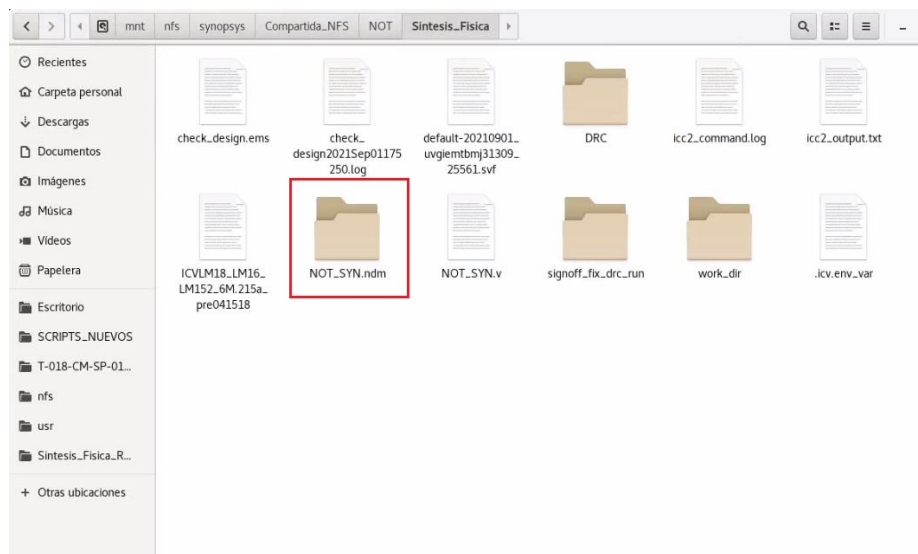 mnt nfs synopsys Compartida_NFS NOT Sintesis_Fisica
Recientes
Carpeta personal
Descargas
Documentos
Imágenes
Música
Vídeos
Papelera
Escritorio
SCRIPTS_NUEVOS
T-018-CM-SP-01...
nfs
usr
Sintesis_Fisica_R...
+ Otras ubicaciones
check_design.ems
check_
design2021Sep01175
250.log
default-20210901_
uvgiemtbmj31309_
25561.svf
DRC
icc2_command.log
icc2_output.txt
ICVLM18_LM16_
LM152_6M.215a_
pre041518
NOT_SYN.ndm
NOT_SYN.v
signoff_fix_drc_run
work_dir
.icv.env_var